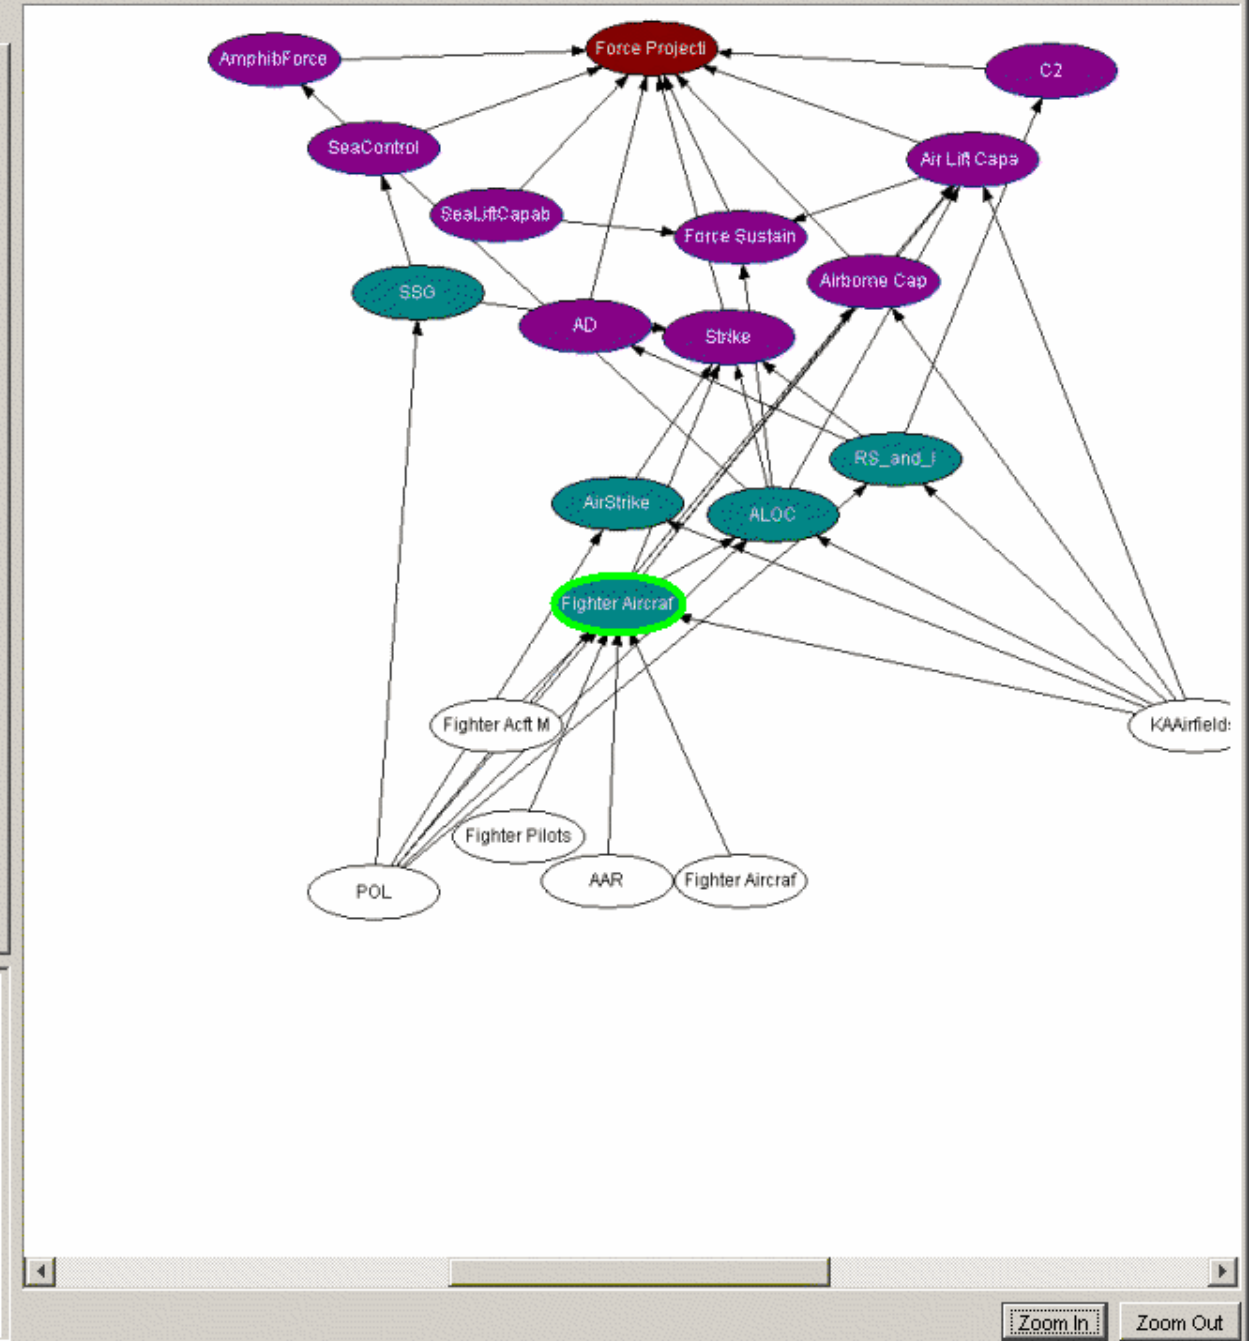 Force Projecti
AmphibForce
C2
SeaControl
Air Lift Capa
SeaLiftCapab
Force Sustain
Airborne Cap
SSG
AD
Strike
RS_and_I
AirStrike
ALOC
Fighter Aircraf
Fighter Acft M
KAAirfields
Fighter Pilots
AAR
Fighter Aircraf
POL
Zoom In
Zoom Out